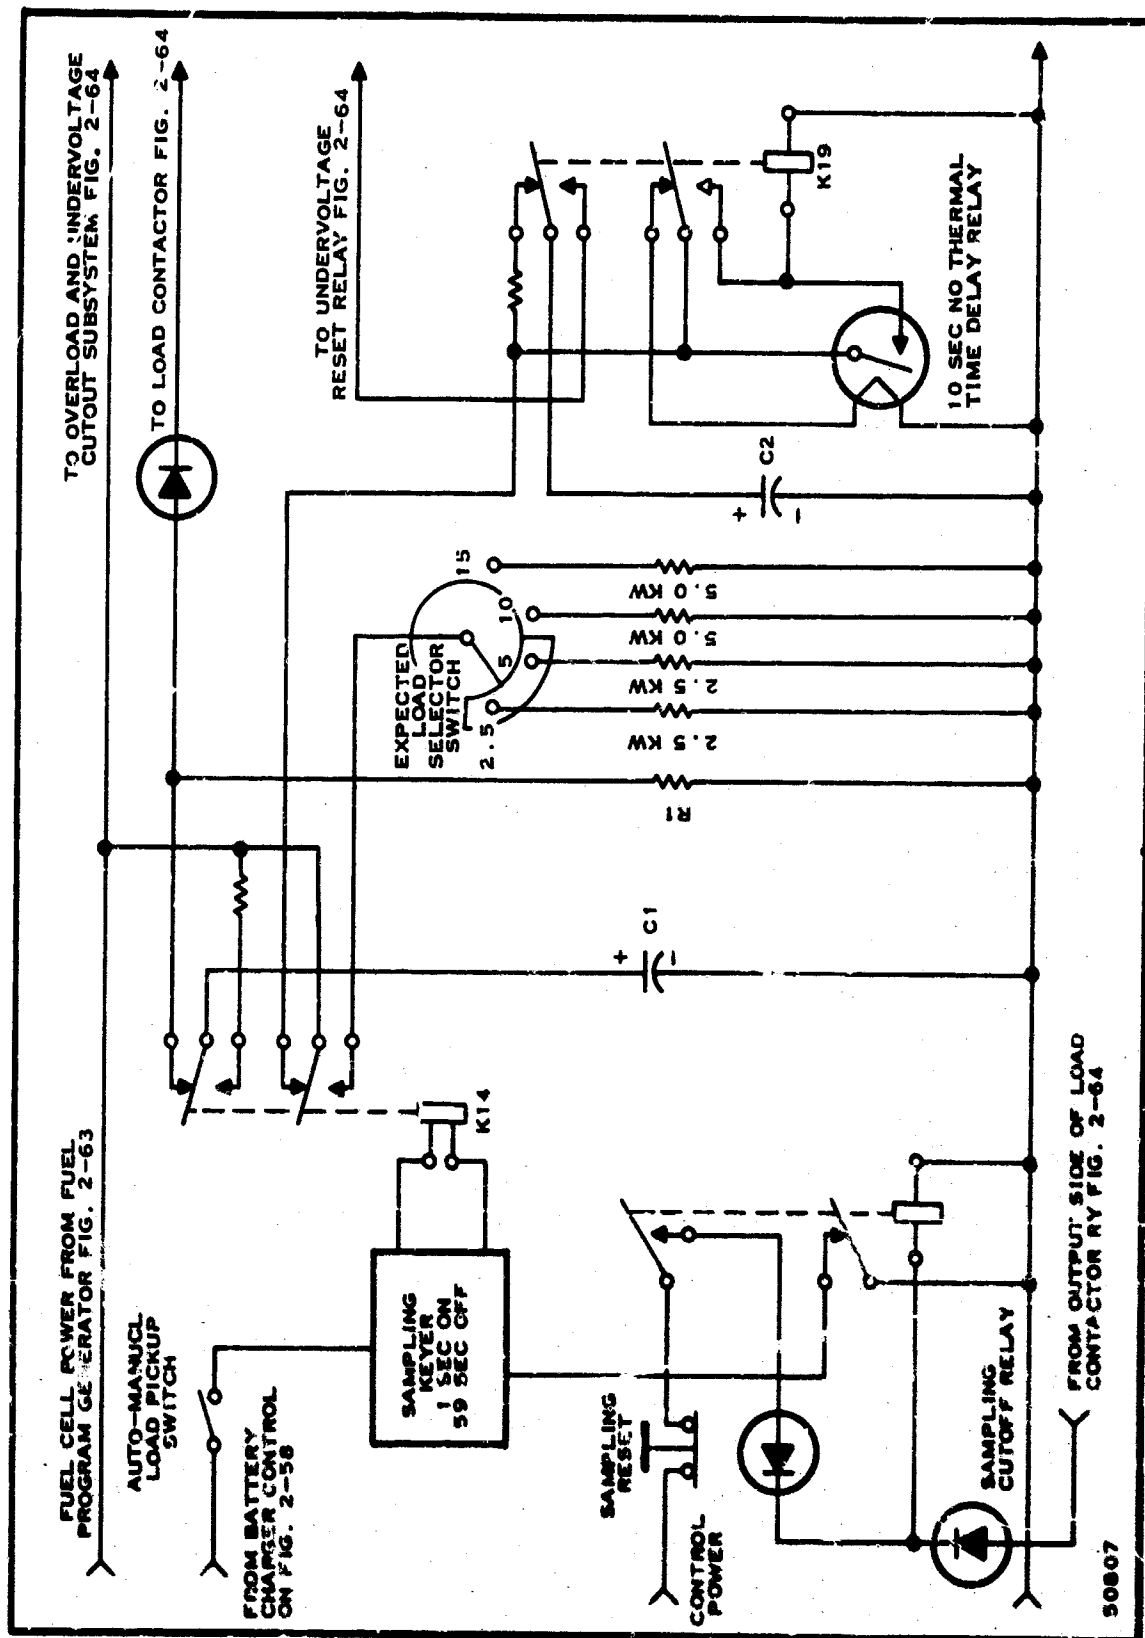 FUEL CELL POWER FROM FUEL
PROGRAM GENERATOR FIG. 2-63
TO OVERLOAD AND UNDERVOLTAGE
CUTOUT SUBSYSTEM FIG. 2-64
AUTO-MANUCL
LOAD PICKUP
SWITCH
TO LOAD CONTACTOR FIG. 2-64
FROM BATTERY
CHARGER CONTROL
ON FIG. 2-58
K14
SAMPLING
KEYER
1 SEC ON
59 SEC OFF
TO UNDERVOLTAGE
RESET RELAY FIG. 2-64
EXPECTED
LOAD
SELECTOR
SWITCH
2.5
5
10
15
SAMPLING
RESET
CONTROL
POWER
+
C1
-
R1
2.5 KW
2.5 KW
5.0 KW
5.0 KW
+
C2
-
K19
10 SEC NO THERMAL
TIME DELAY RELAY
SAMPLING
CUTOFF RELAY
FROM OUTPUT SIDE OF LOAD
CONTACTOR RY FIG. 2-64
50807